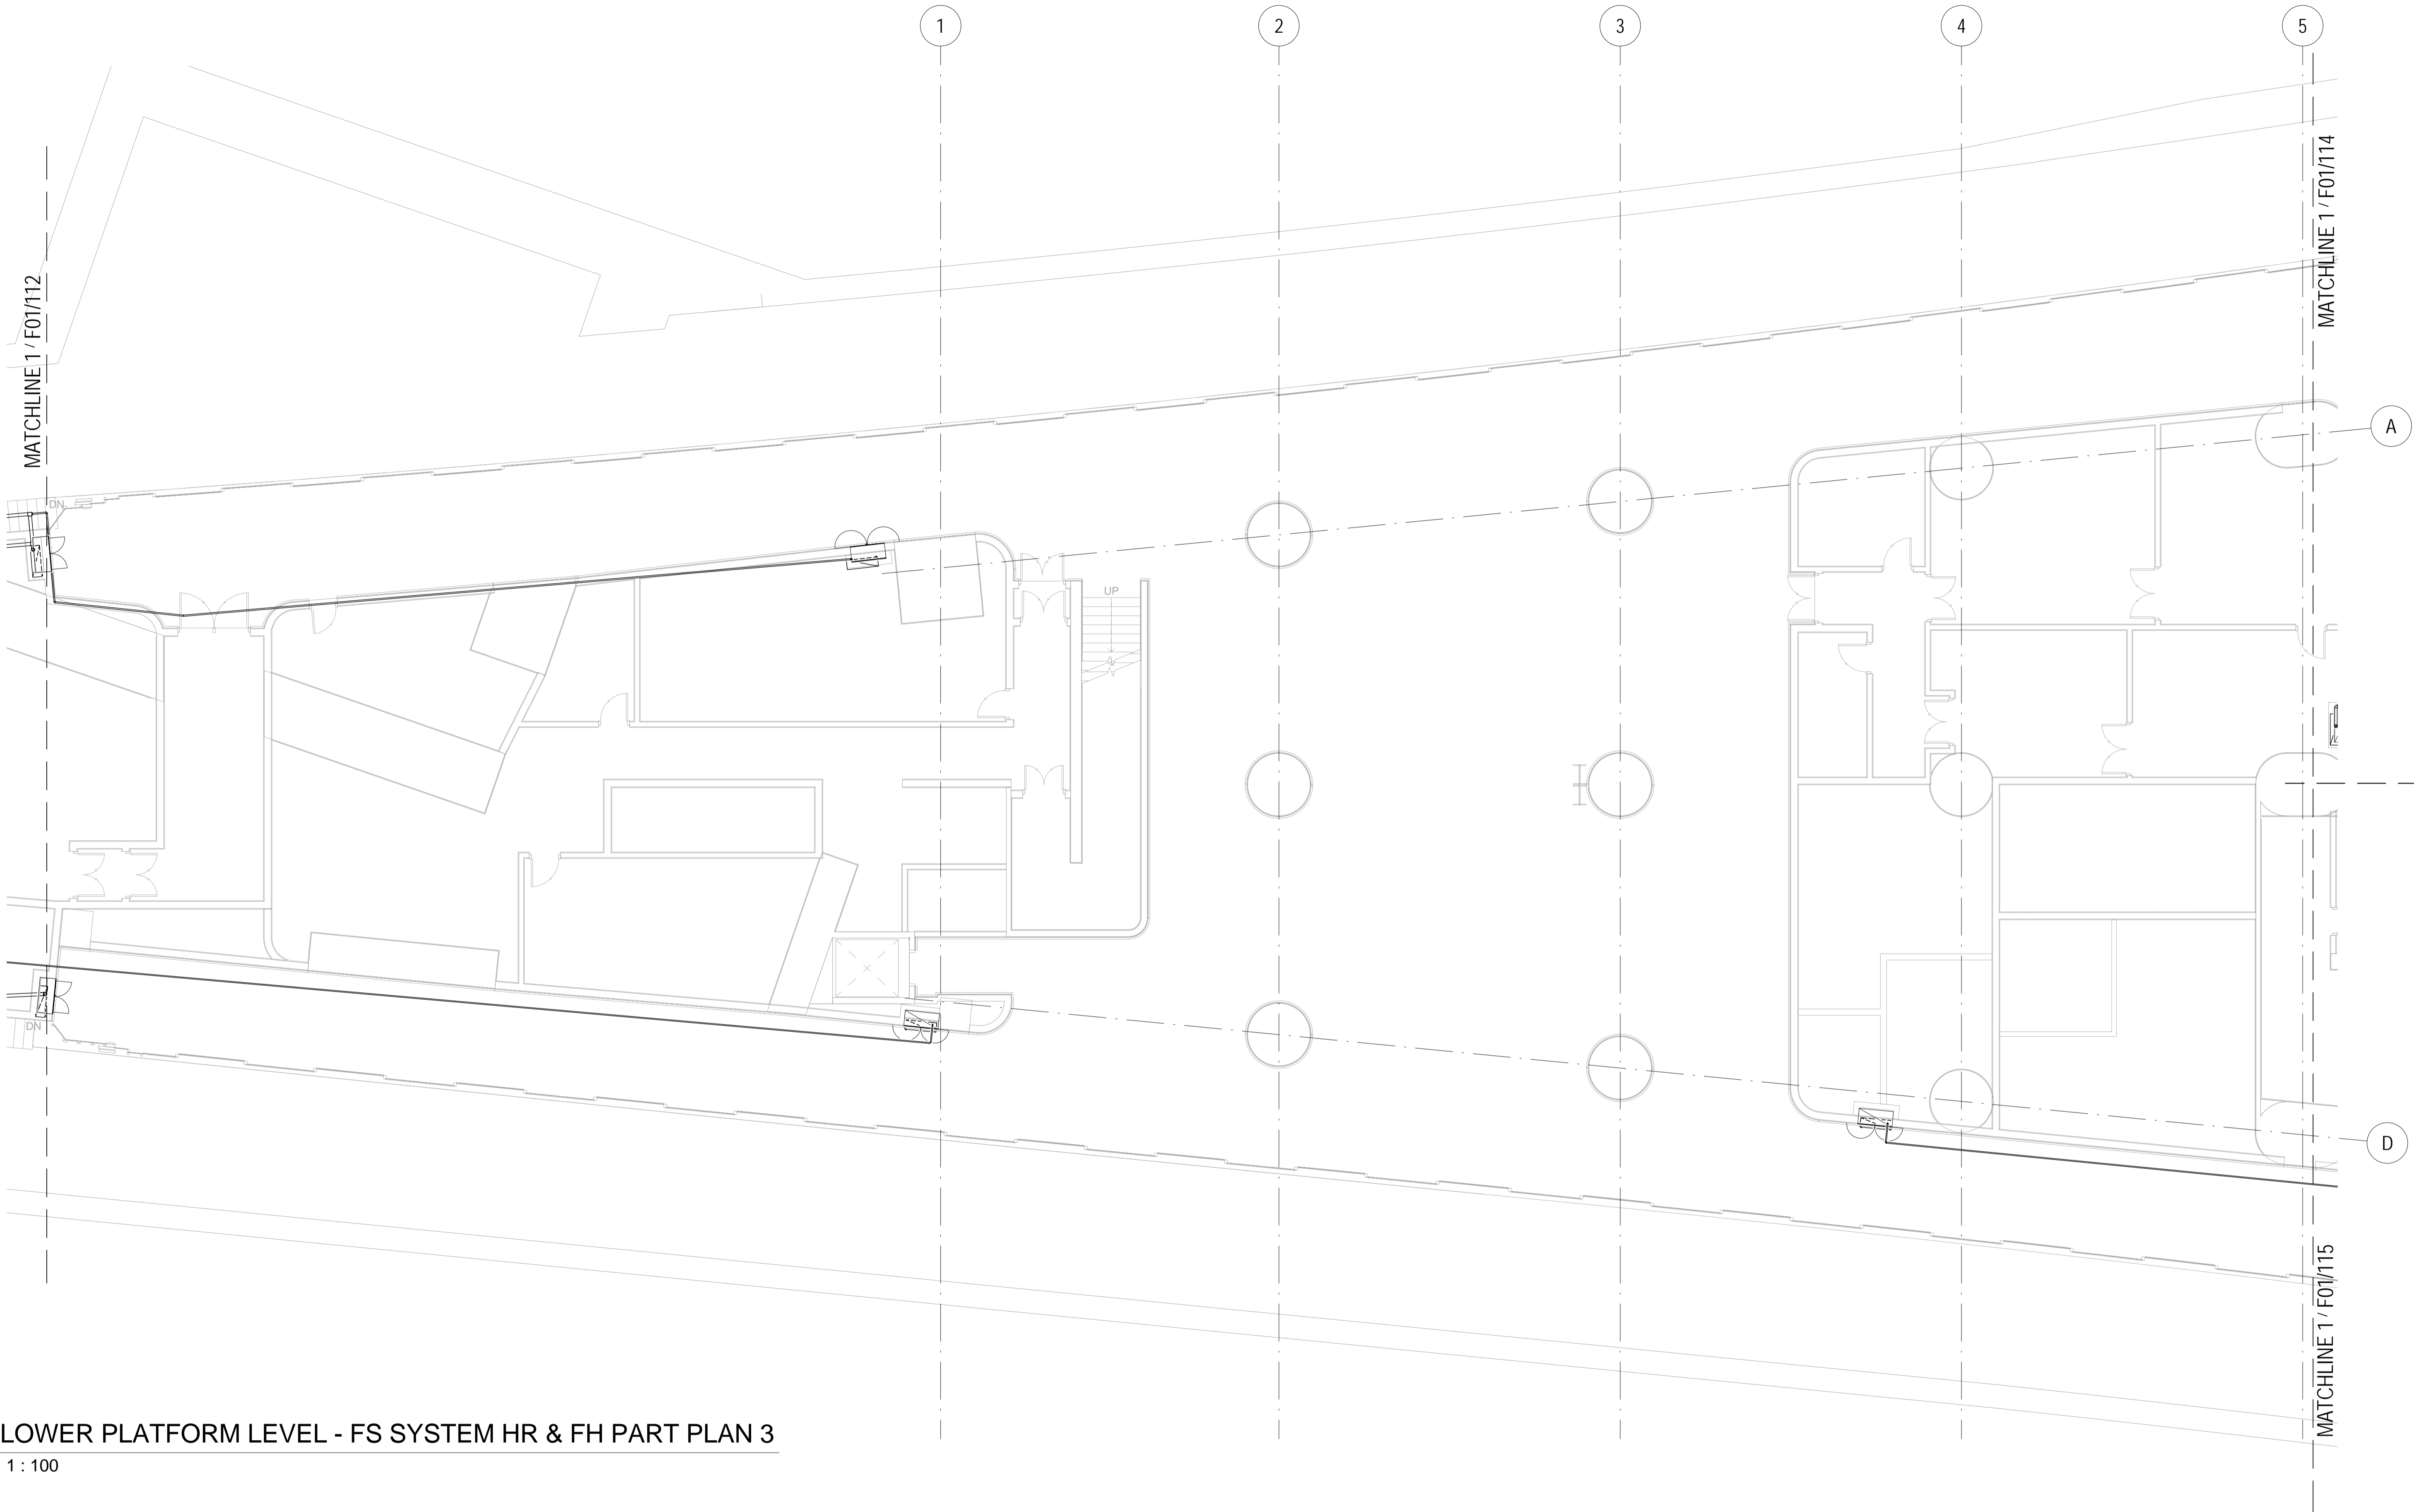 1
2
3
4
5
MATCHLINE 1 / F01/114
MATCHLINE 1 / F01/112
A
DN
UP
DN
D
MATCHLINE 1 / F01/115
LOWER PLATFORM LEVEL - FS SYSTEM HR & FH PART PLAN 3
1 : 100